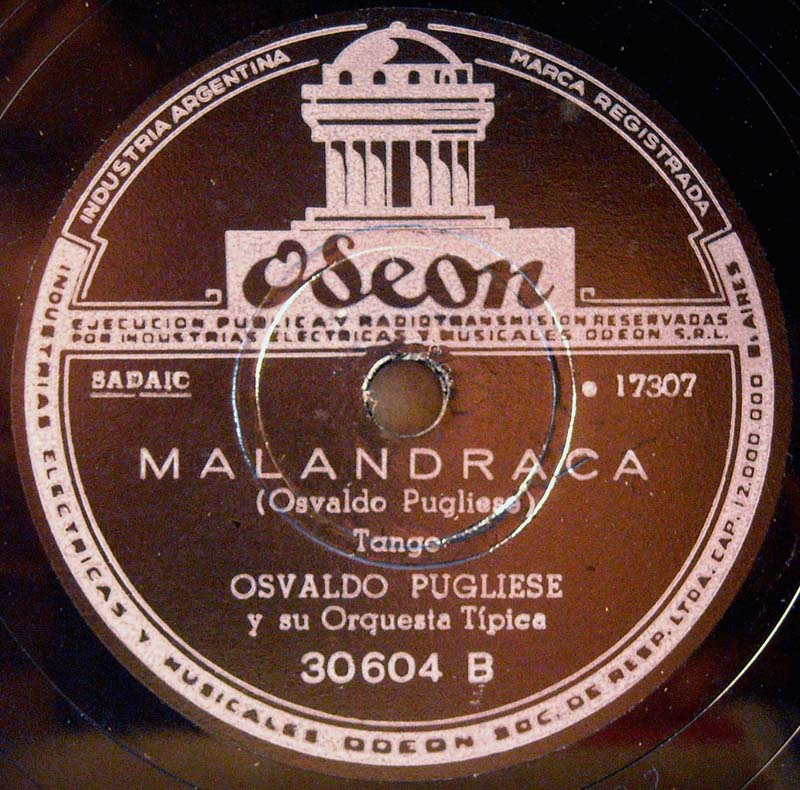 INDUSTRIA ARGENTINA
MARCA REGISTRADA
Odeon
EJECUCION PUBLICA Y RADIOTRANSMISION RESERVADAS
POR INDUSTRIAS ELECTRICAS Y MUSICALES ODEON S.R.L.
SADAIC
17307
MALANDRACA
(Osvaldo Pugliese)
Tango
OSVALDO PUGLIESE
y su Orquesta Típica
30604 B
INDUSTRIAS ELECTRICAS Y MUSICALES ODEON SOC. DE RESP. LTDA. CAP. 12.000.000 B. AIRES